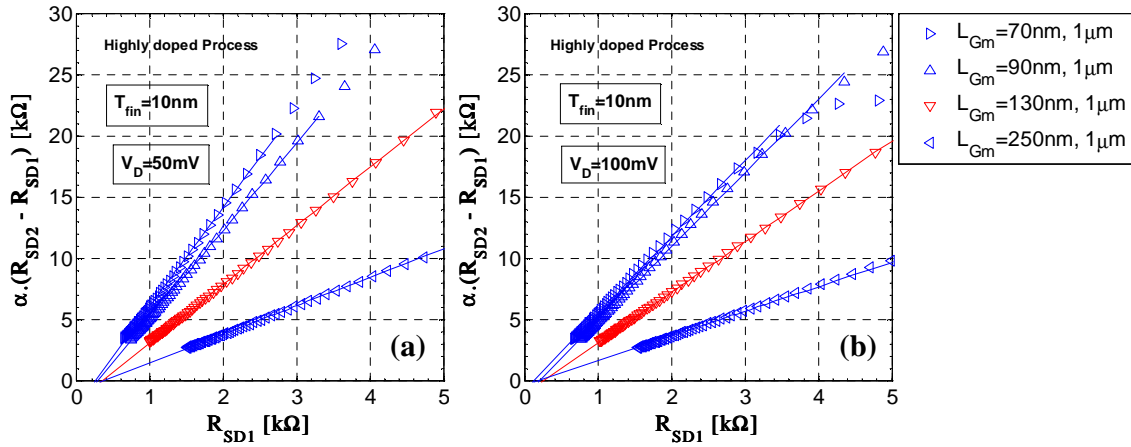 30
25
20
15
10
5
0
α.(R_SD2 - R_SD1) [kΩ]
Highly doped Process
T_fin=10nm
V_D=50mV
(a)
0 1 2 3 4 5
R_SD1 [kΩ]
30
25
20
15
10
5
0
α.(R_SD2 - R_SD1) [kΩ]
Highly doped Process
T_fin=10nm
V_D=100mV
(b)
0 1 2 3 4 5
R_SD1 [kΩ]
L_Gm=70nm, 1μm
L_Gm=90nm, 1μm
L_Gm=130nm, 1μm
L_Gm=250nm, 1μm